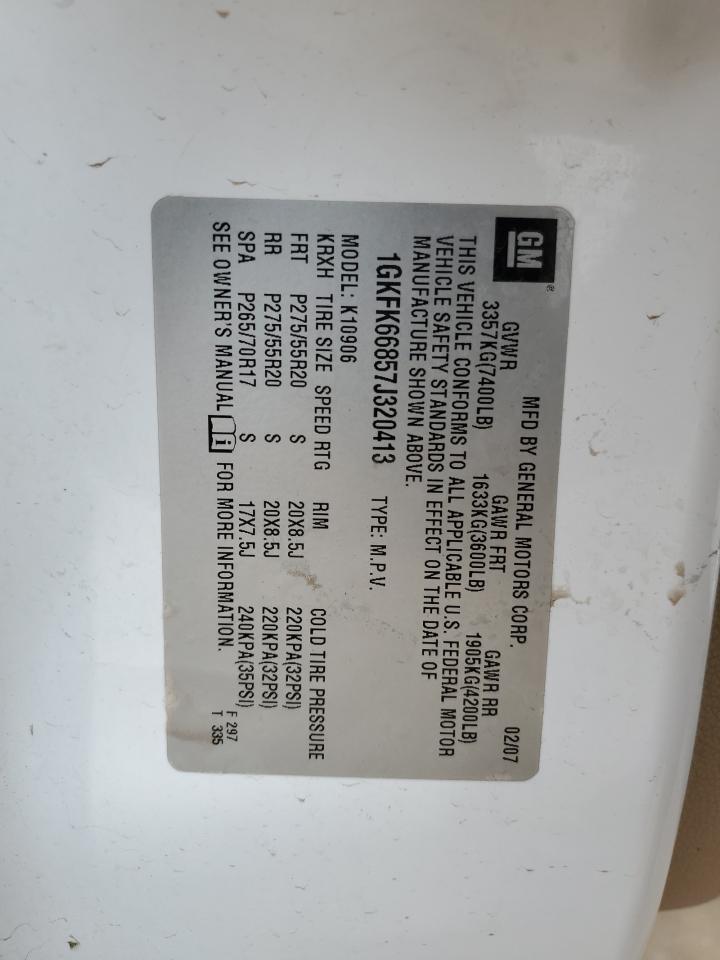 GM ®
MFD BY GENERAL MOTORS CORP. 02/07
GVWR GAWR FRT GAWR RR
3357KG(7400LB) 1633KG(3600LB) 1905KG(4200LB)
THIS VEHICLE CONFORMS TO ALL APPLICABLE U.S. FEDERAL MOTOR
VEHICLE SAFETY STANDARDS IN EFFECT ON THE DATE OF
MANUFACTURE SHOWN ABOVE.
1GKFK66857J320413 TYPE: M.P.V.
MODEL: K10906
KRXH TIRE SIZE SPEED RTG RIM COLD TIRE PRESSURE
FRT P275/55R20 S 20X8.5J 220KPA(32PSI)
RR P275/55R20 S 20X8.5J 220KPA(32PSI)
SPA P265/70R17 S 17X7.5J 240KPA(35PSI)
SEE OWNER'S MANUAL i FOR MORE INFORMATION.
F 297
T 335